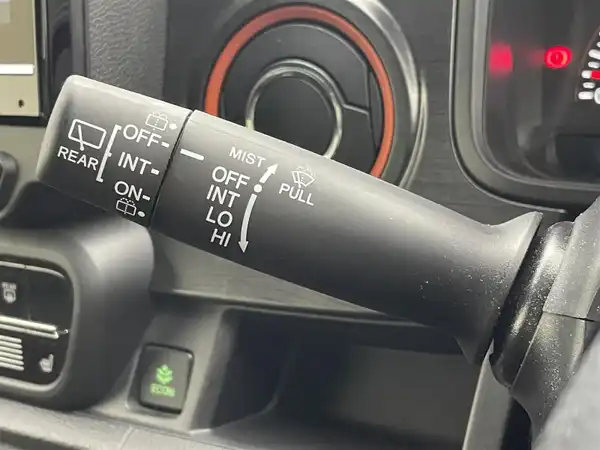 OFF
INT
ON
REAR
MIST
OFF
INT
LO
HI
PULL
ECON